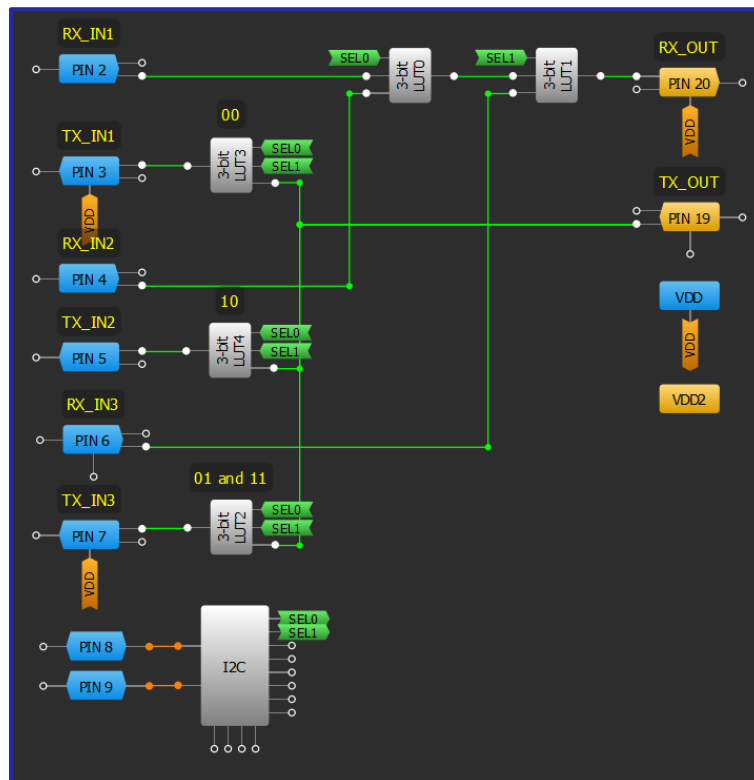 RX_IN1
PIN 2
SEL0
3-bit
LUT0
SEL1
3-bit
LUT1
RX_OUT
PIN 20
VDD
TX_IN1
PIN 3
VDD
00
3-bit
LUT3
SEL0
SEL1
TX_OUT
PIN 19
RX_IN2
PIN 4
VDD
VDD
VDD2
TX_IN2
PIN 5
10
3-bit
LUT4
SEL0
SEL1
RX_IN3
PIN 6
TX_IN3
PIN 7
VDD
01 and 11
3-bit
LUT2
SEL0
SEL1
PIN 8
PIN 9
I2C
SEL0
SEL1